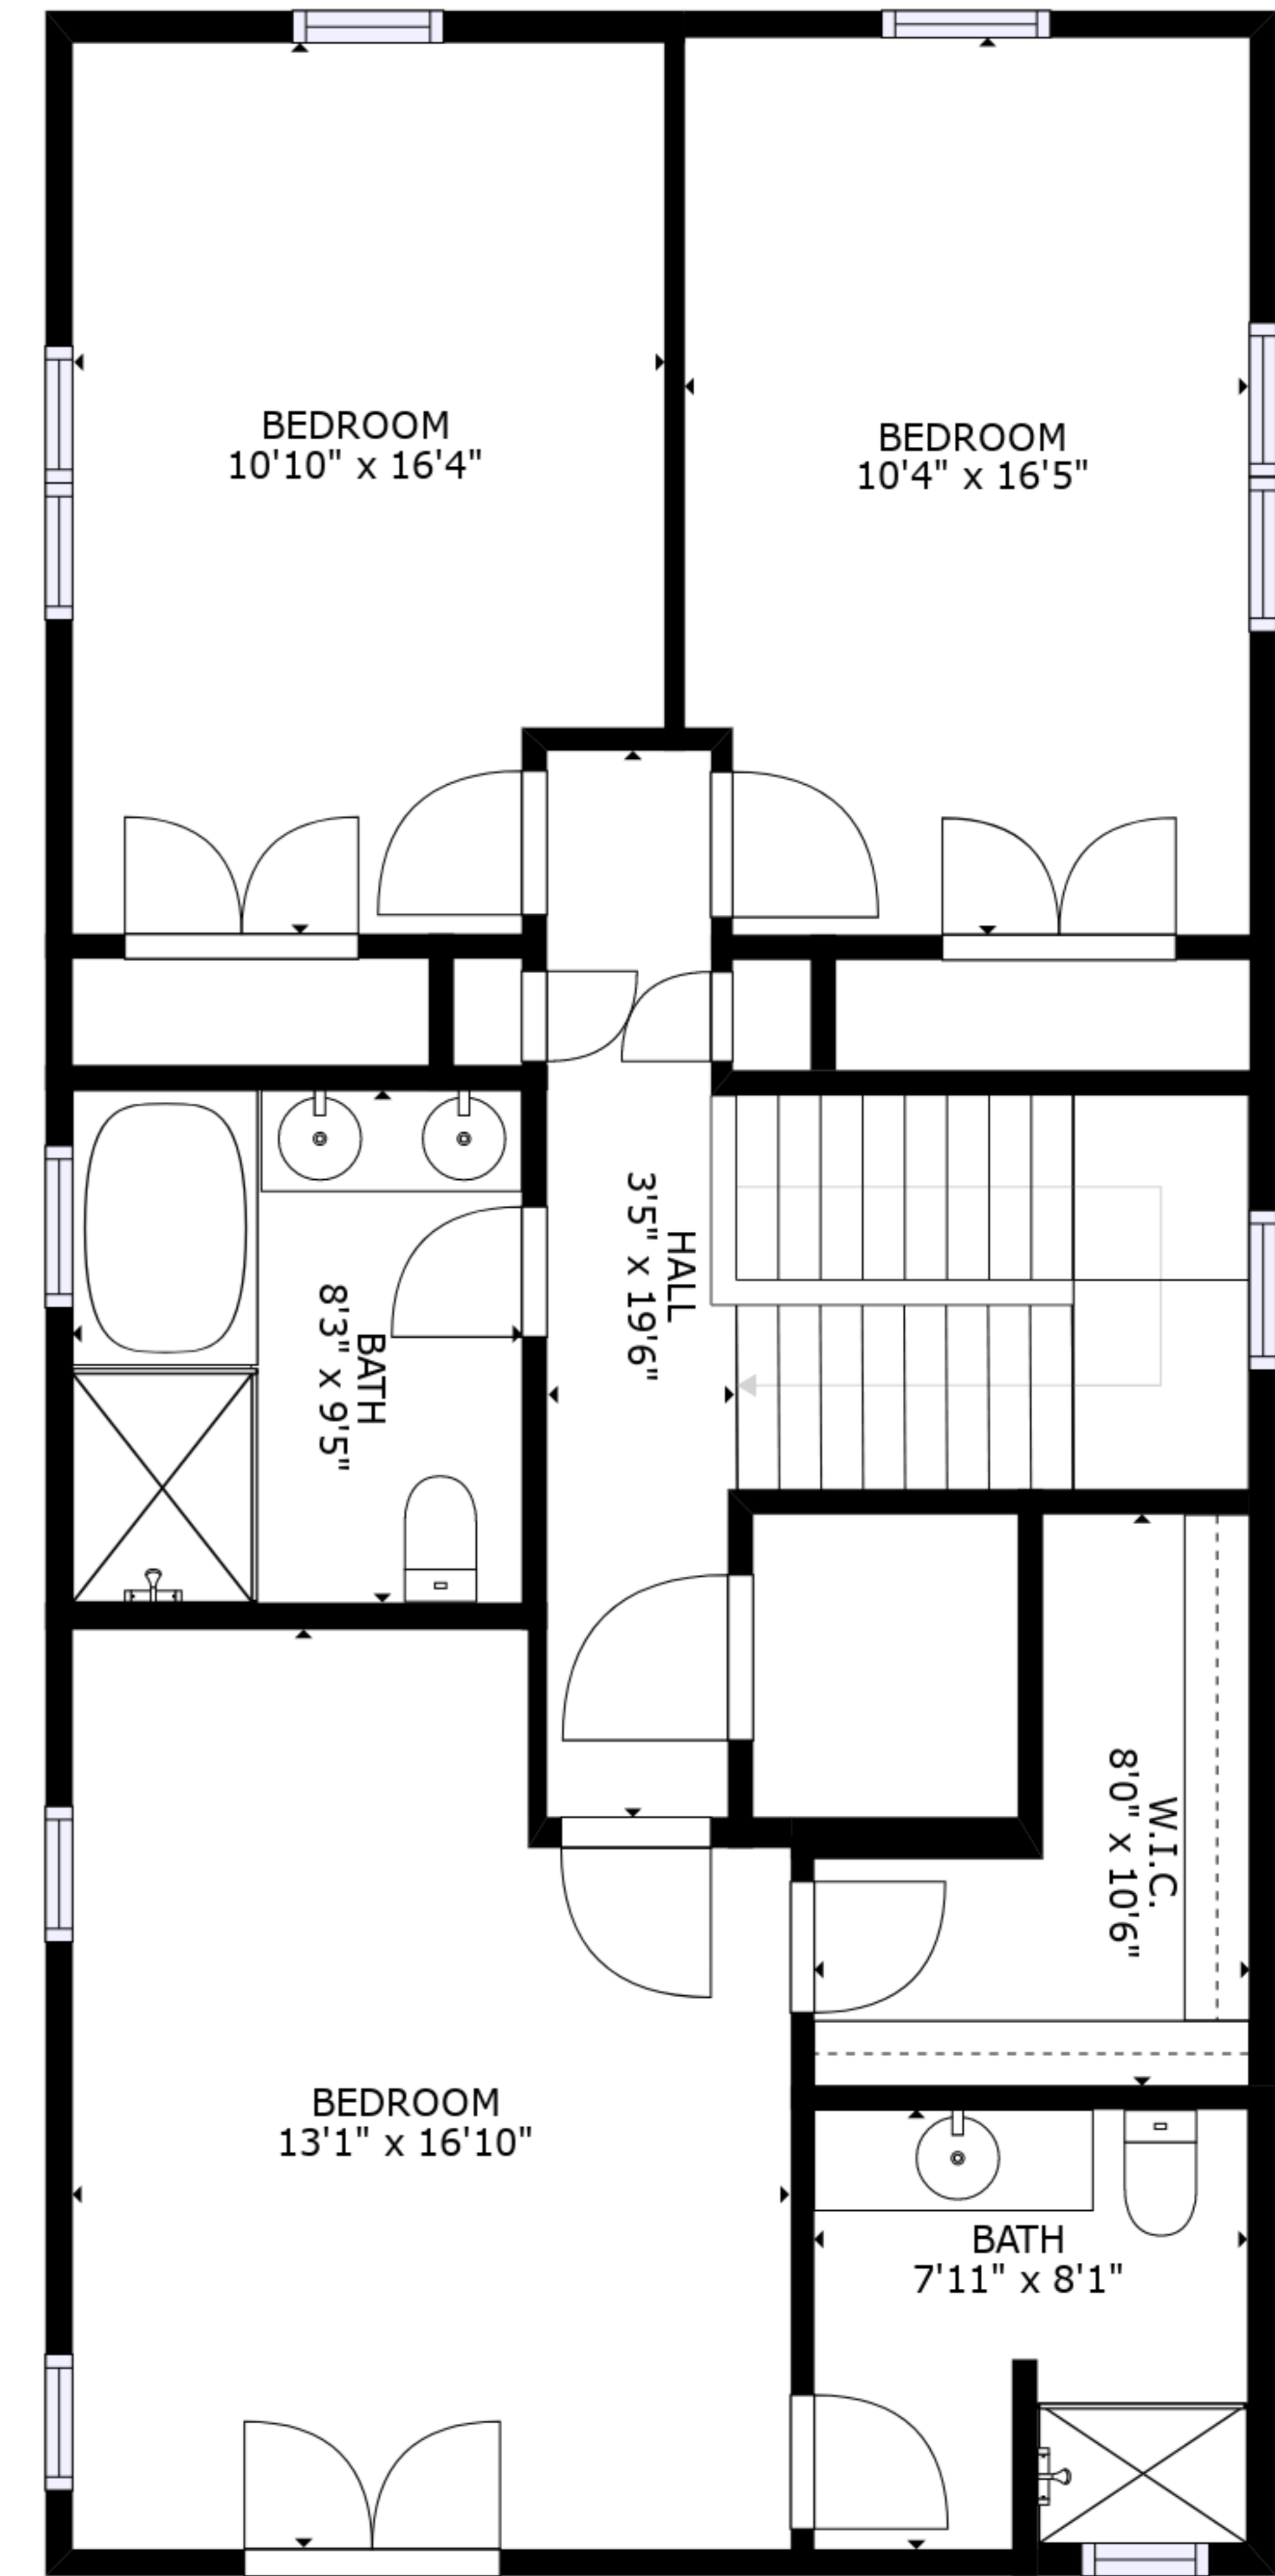 BEDROOM
10'10" x 16'4"
BEDROOM
10'4" x 16'5"
HALL
3'5" x 19'6"
BATH
8'3" x 9'5"
W.I.C.
8'0" x 10'6"
BEDROOM
13'1" x 16'10"
BATH
7'11" x 8'1"